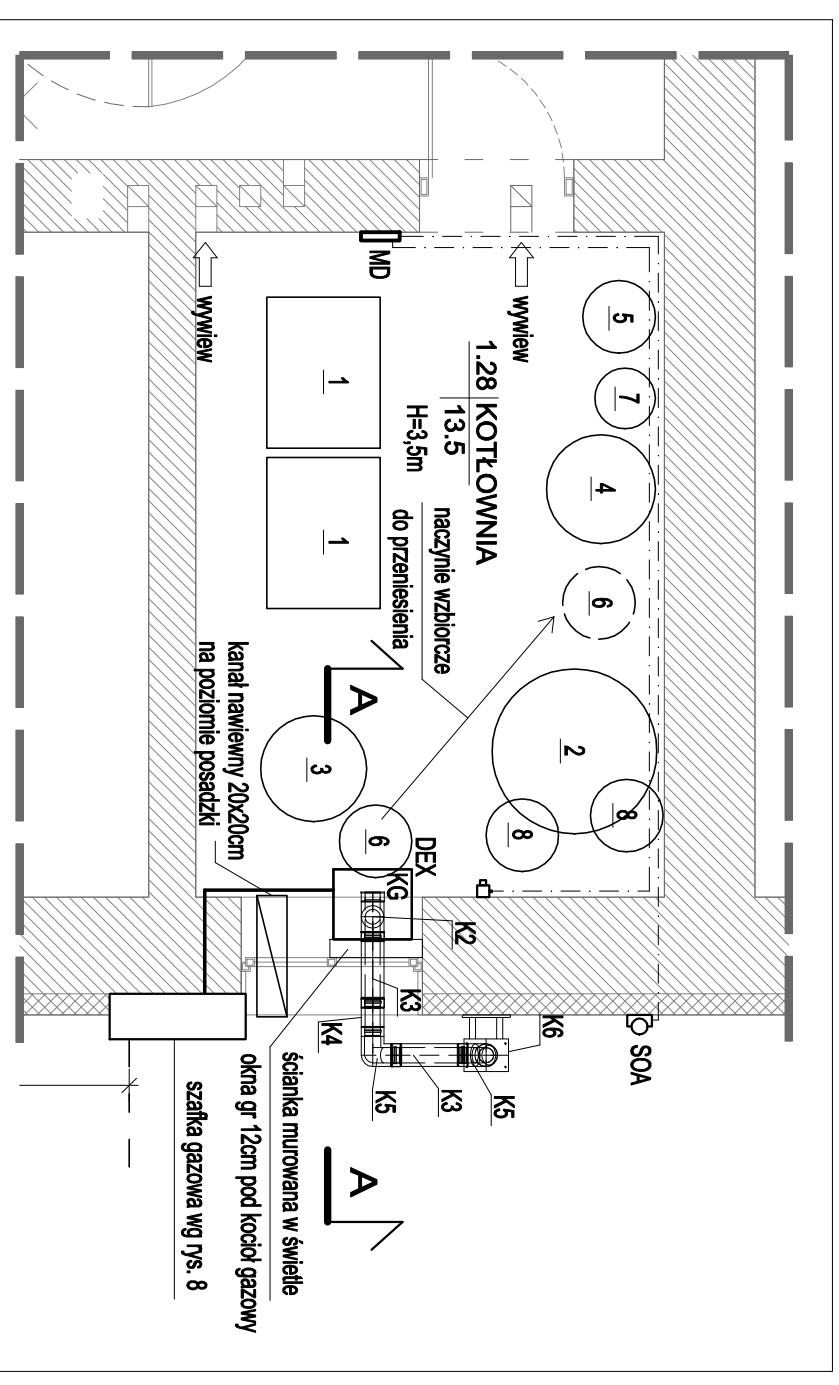 SOA
K6
K5
K3
K5
K4
K3
K2
KG
DEX
5
7
4
6
2
8
8
wywiew
MD
wywiew
1.28 KOTŁOWNIA
13.5
H=3,5m
naczynie wzbiorcze
do przeniesienia
1
1
3
6
A
A
kanał nawiewny 20x20cm
na poziomie posadzki
ścianka murowana w świetle
okna gr 12cm pod kocioł gazowy
szafka gazowa wg rys. 8